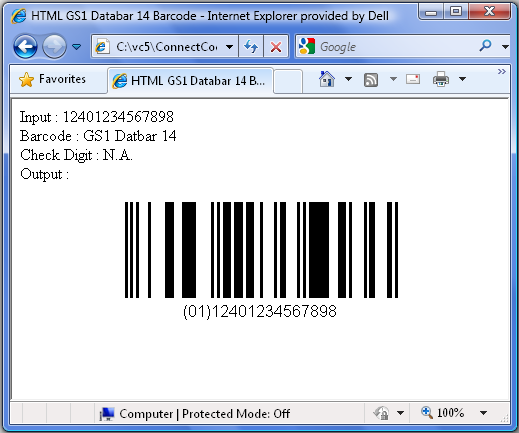 HTML GS1 Databar 14 Barcode - Internet Explorer provided by Dell
C:\vc5\ConnectCo
Google
Favorites
HTML GS1 Databar 14 B...
Input : 12401234567898
Barcode : GS1 Datbar 14
Check Digit : N.A.
Output :
(01)12401234567898
Computer | Protected Mode: Off
100%